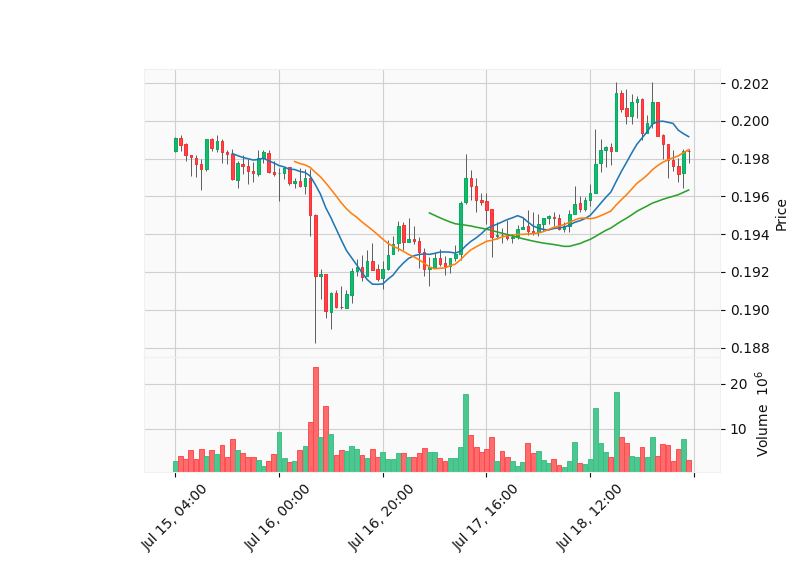 0.202
0.200
0.198
0.196
0.194
0.192
0.190
0.188
Price
20
10
Volume 10^6
Jul 15, 04:00
Jul 16, 00:00
Jul 16, 20:00
Jul 17, 16:00
Jul 18, 12:00